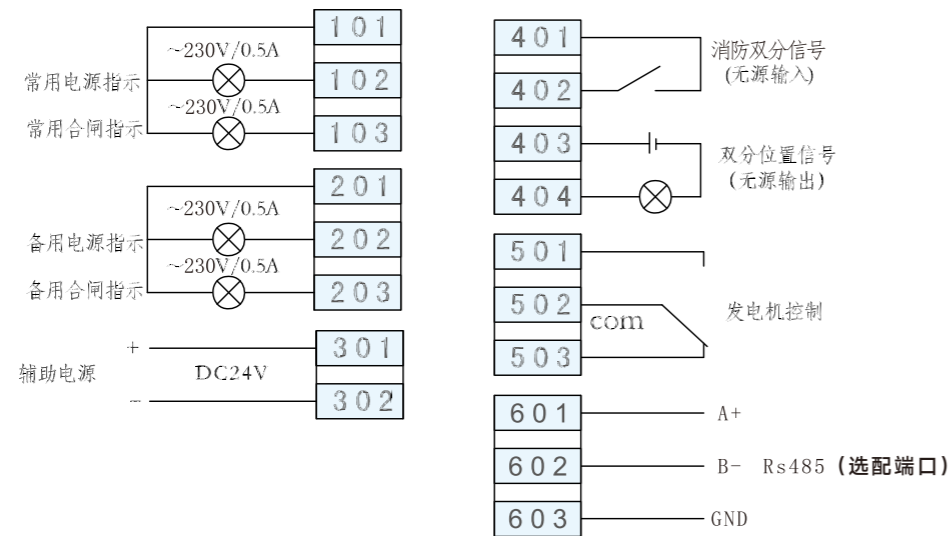 101
~230V/0.5A
常用电源指示
102
~230V/0.5A
常用合闸指示
103
201
~230V/0.5A
备用电源指示
202
~230V/0.5A
备用合闸指示
203
+
301
辅助电源
DC24V
-
302
401
消防双分信号
(无源输入)
402
403
双分位置信号
(无源输出)
404
501
502
com
发电机控制
503
601
A+
602
B- Rs485 (选配端口)
603
GND